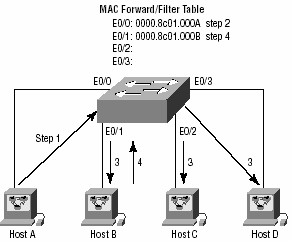 MAC Forward/Filter Table
E0/0: 0000.8c01.000A step 2
E0/1: 0000.8c01.000B step 4
E0/2:
E0/3:
E0/0
E0/3
Step 1
E0/1
E0/2
3
4
3
3
Host A
Host B
Host C
Host D